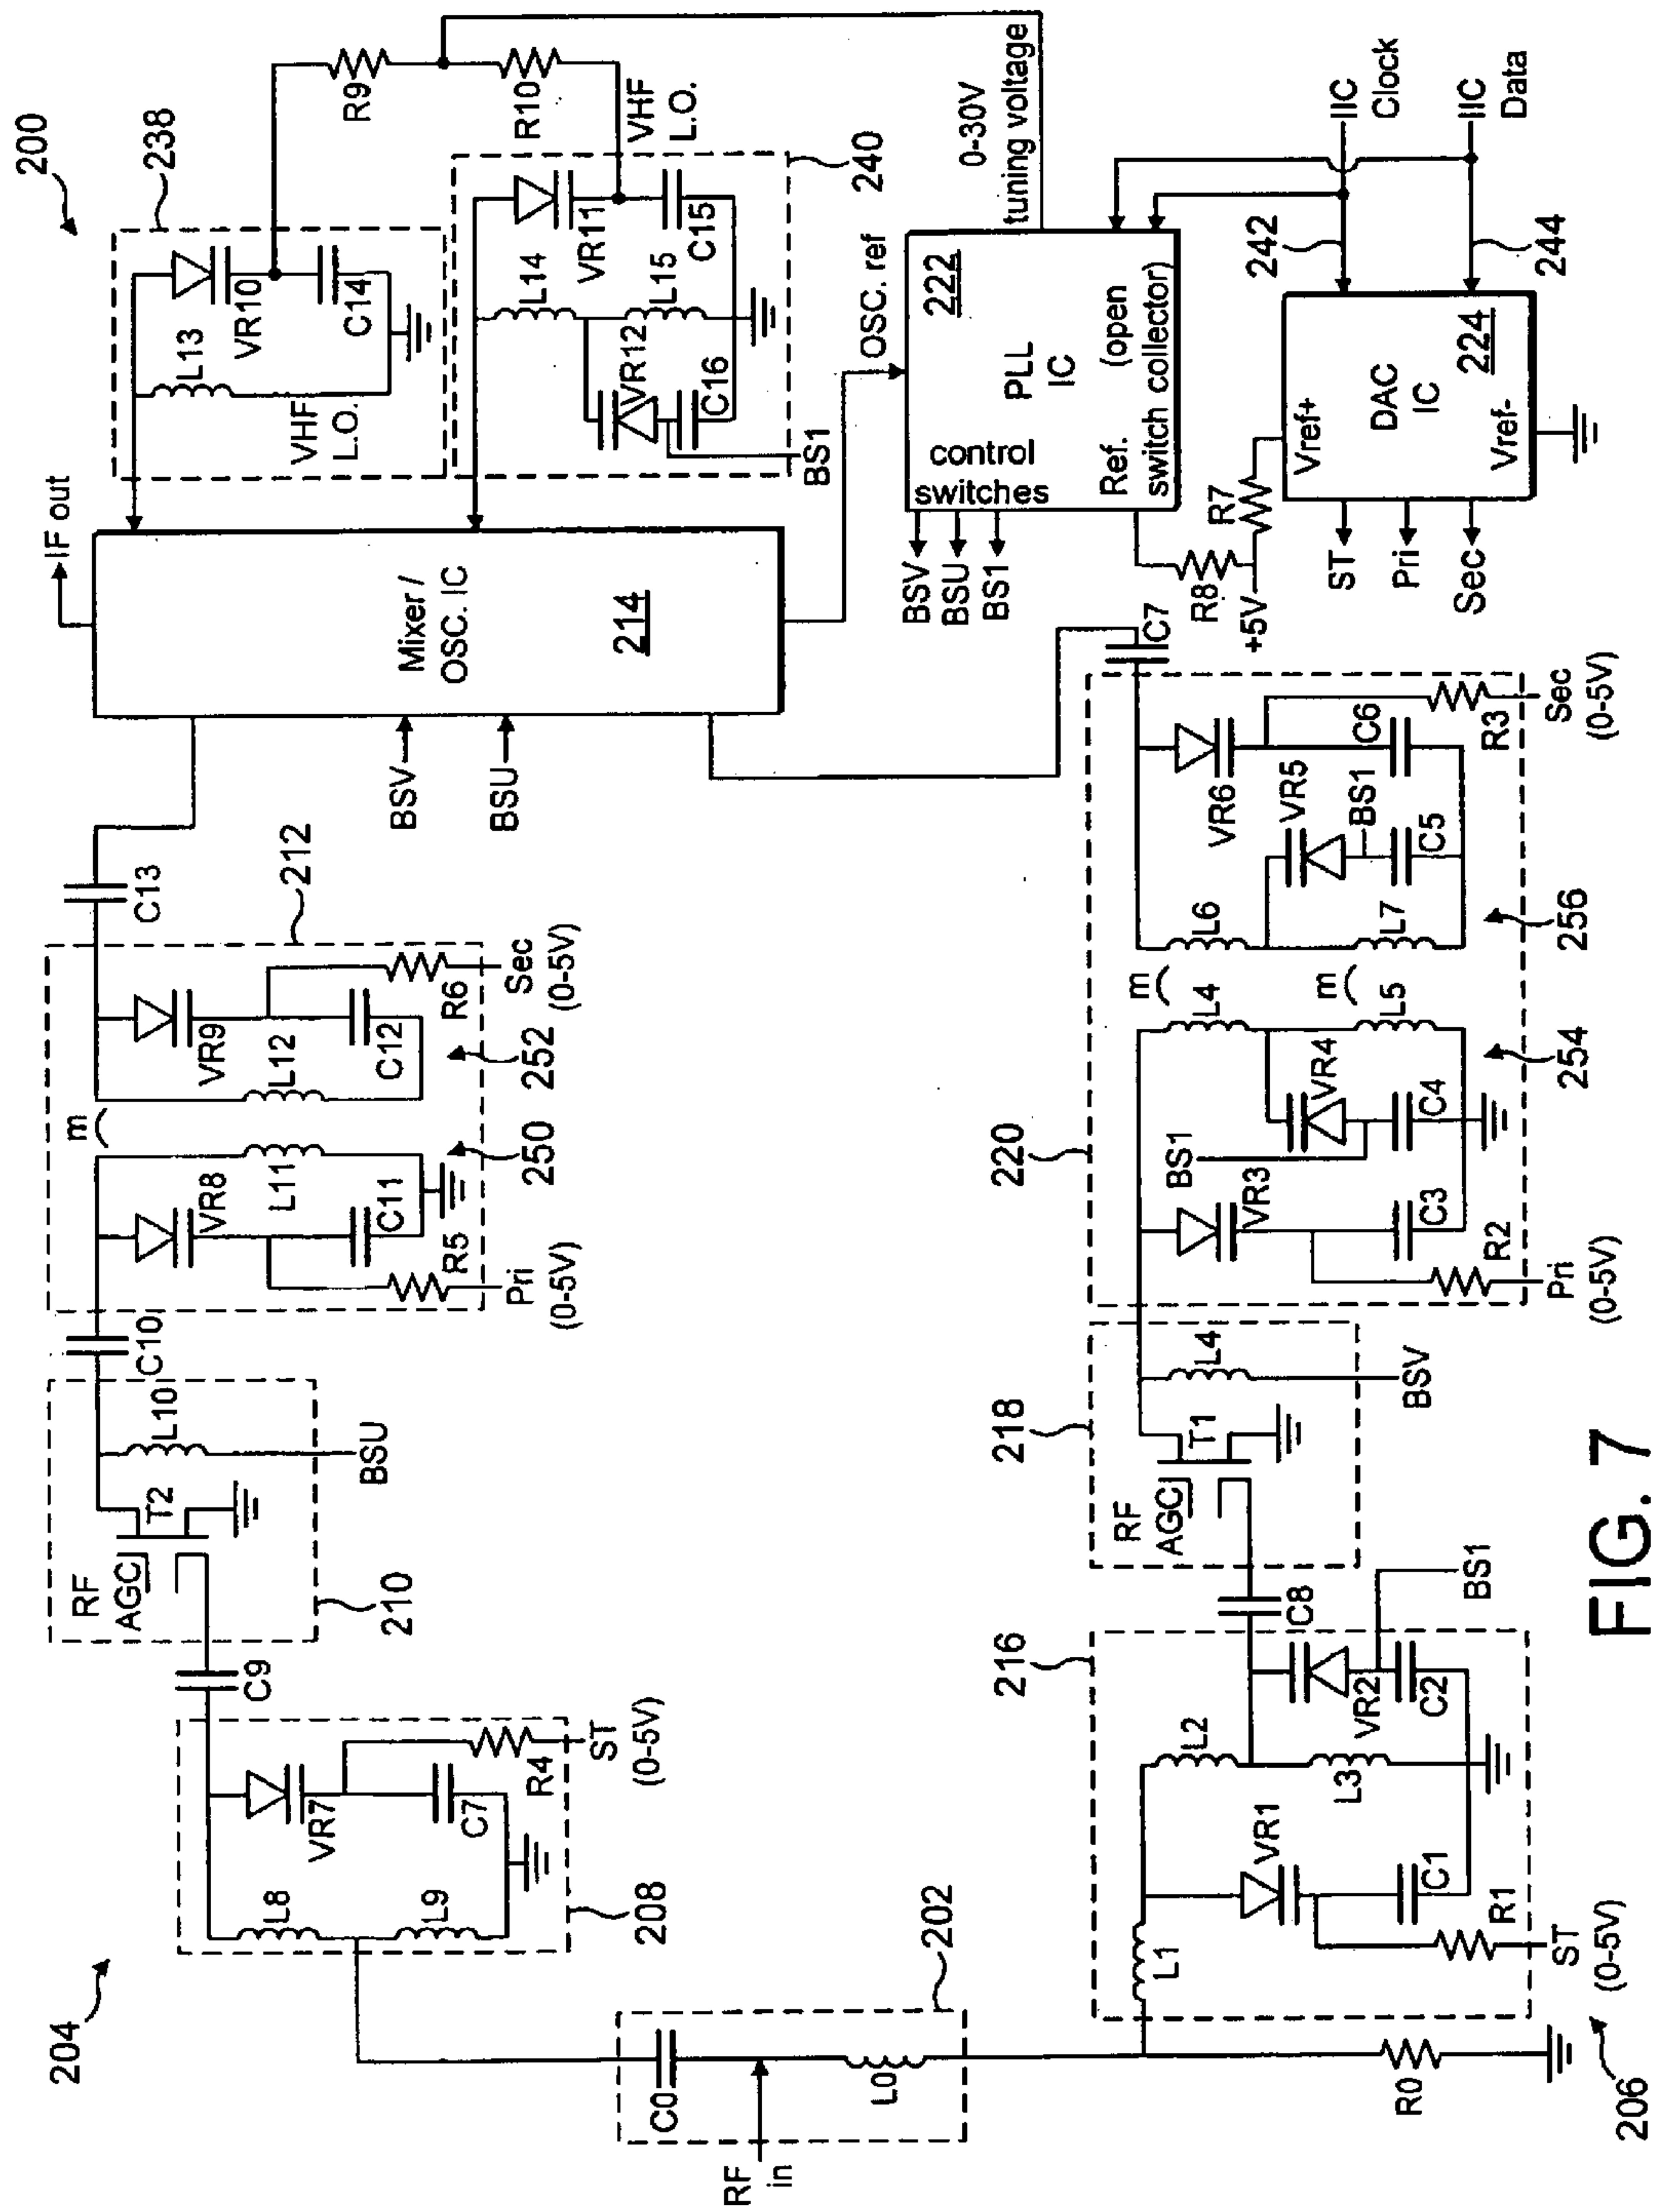 200
238
VHF
L.O.
L13
VR10
C14
R9
R10
VHF
L.O.
240
L14
VR11
L15
C15
VR12
C16
BS1
IF out
Mixer /
OSC. IC
214
BSV
BSU
OSC. ref
0-30V
tuning voltage
222
PLL
IC
control
switches
Ref. (open
switch collector)
BSV
BSU
BS1
R8
R7
+5V
IIC
Clock
IIC
Data
242
244
Vref+
DAC
IC
224
Vref-
ST
Pri
Sec
C13
212
m
VR9
L12
C12
R6
Sec
(0-5V)
252
250
VR8
L11
C11
R5
Pri
(0-5V)
C10
L10
BSU
T2
RF
AGC
210
C9
VR7
C7
R4
ST
(0-5V)
L8
L9
208
204
202
C0
L0
RF
in
R0
206
216
L1
L2
L3
VR1
C1
R1
ST
(0-5V)
VR2
C2
BS1
C8
218
RF
AGC
T1
L4
BSV
220
BS1
VR3
C3
R2
Pri
(0-5V)
VR4
C4
L4
L5
m
m
254
L6
L7
256
VR5
BS1
C5
VR6
C6
R3
Sec
(0-5V)
C7
FIG. 7